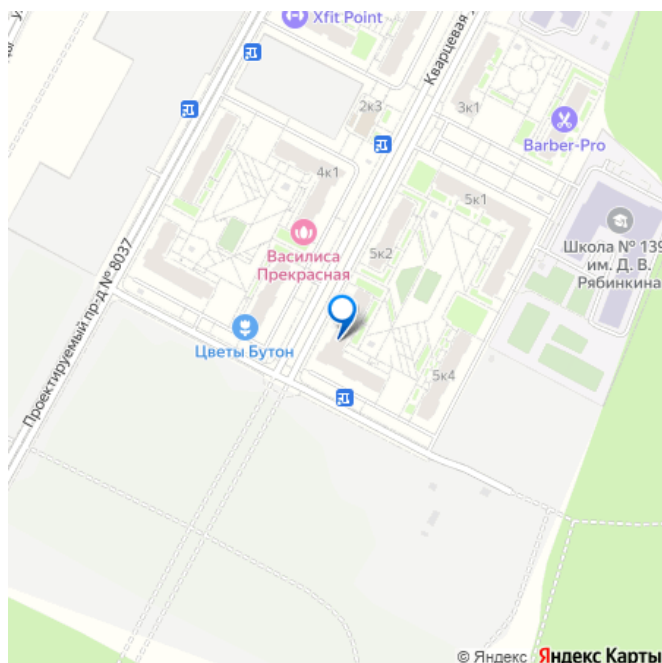 Xfit Point
Кварцевая
2к3
3к1
Barber-Pro
4к1
5к1
Школа № 139
им. Д. В.
Рябинкина
Василиса
Прекрасная
5к2
Проектируемый пр-д № 8037
Цветы Бутон
5к4
© Яндекс Яндекс Карты